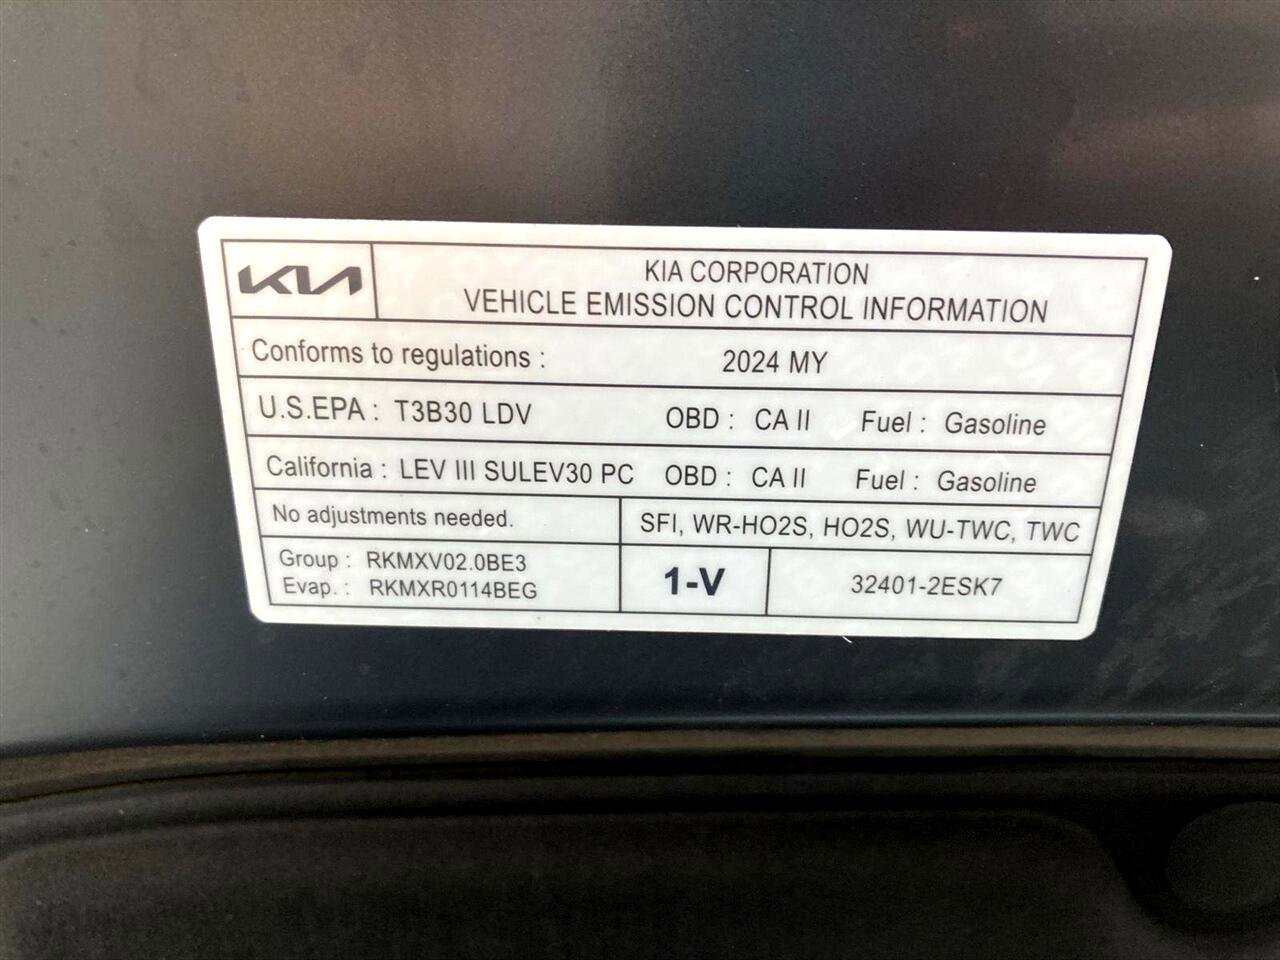 KIA
KIA CORPORATION
VEHICLE EMISSION CONTROL INFORMATION
Conforms to regulations : 2024 MY
U.S.EPA : T3B30 LDV OBD : CA II Fuel : Gasoline
California : LEV III SULEV30 PC OBD : CA II Fuel : Gasoline
No adjustments needed. SFI, WR-HO2S, HO2S, WU-TWC, TWC
Group : RKMXV02.0BE3
Evap. : RKMXR0114BEG
1-V
32401-2ESK7